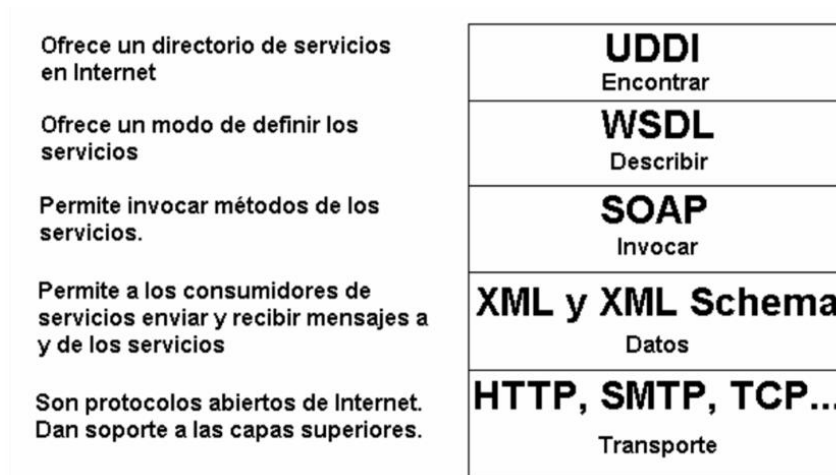 Ofrece un directorio de servicios
en Internet
UDDI
Encontrar
Ofrece un modo de definir los
servicios
WSDL
Describir
Permite invocar métodos de los
servicios.
SOAP
Invocar
Permite a los consumidores de
servicios enviar y recibir mensajes a
y de los servicios
XML y XML Schema
Datos
Son protocolos abiertos de Internet.
Dan soporte a las capas superiores.
HTTP, SMTP, TCP...
Transporte